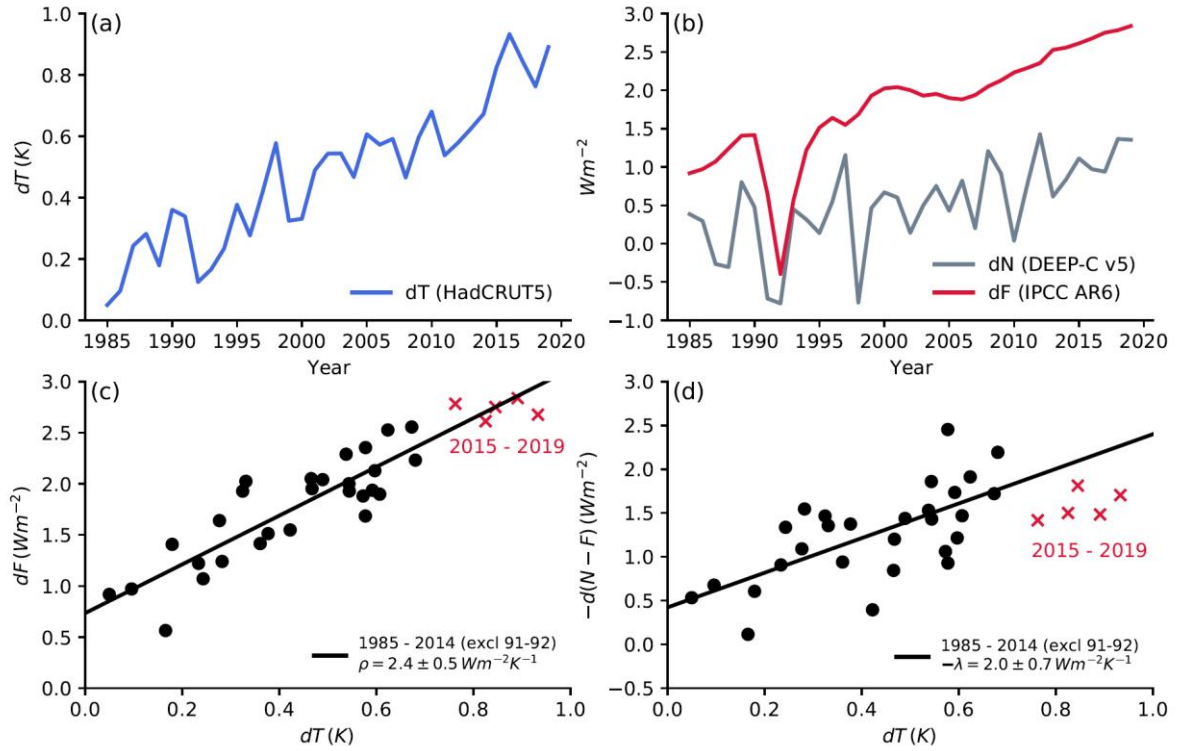 (a)
1.0
0.8
0.6
0.4
0.2
0.0
dT (K)
dT (HadCRUT5)
1985 1990 1995 2000 2005 2010 2015 2020
Year
(b)
3.0
2.5
2.0
1.5
1.0
0.5
0.0
−0.5
−1.0
Wm⁻²
dN (DEEP-C v5)
dF (IPCC AR6)
1985 1990 1995 2000 2005 2010 2015 2020
Year
(c)
3.0
2.5
2.0
1.5
1.0
0.5
0.0
dF (Wm⁻²)
2015 - 2019
1985 - 2014 (excl 91-92)
ρ = 2.4 ± 0.5 Wm⁻²K⁻¹
0.0 0.2 0.4 0.6 0.8 1.0
dT (K)
(d)
3.0
2.5
2.0
1.5
1.0
0.5
0.0
−0.5
−d(N − F) (Wm⁻²)
2015 - 2019
1985 - 2014 (excl 91-92)
−λ = 2.0 ± 0.7 Wm⁻²K⁻¹
0.0 0.2 0.4 0.6 0.8 1.0
dT (K)